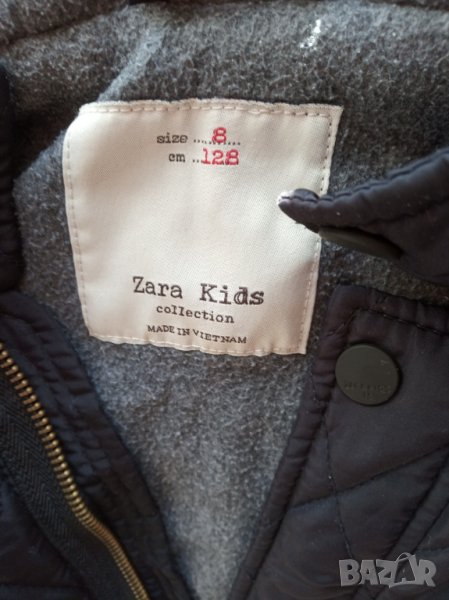 size ..8........
cm ..128
Zara Kids
collection
MADE IN VIETNAM
BAZAR